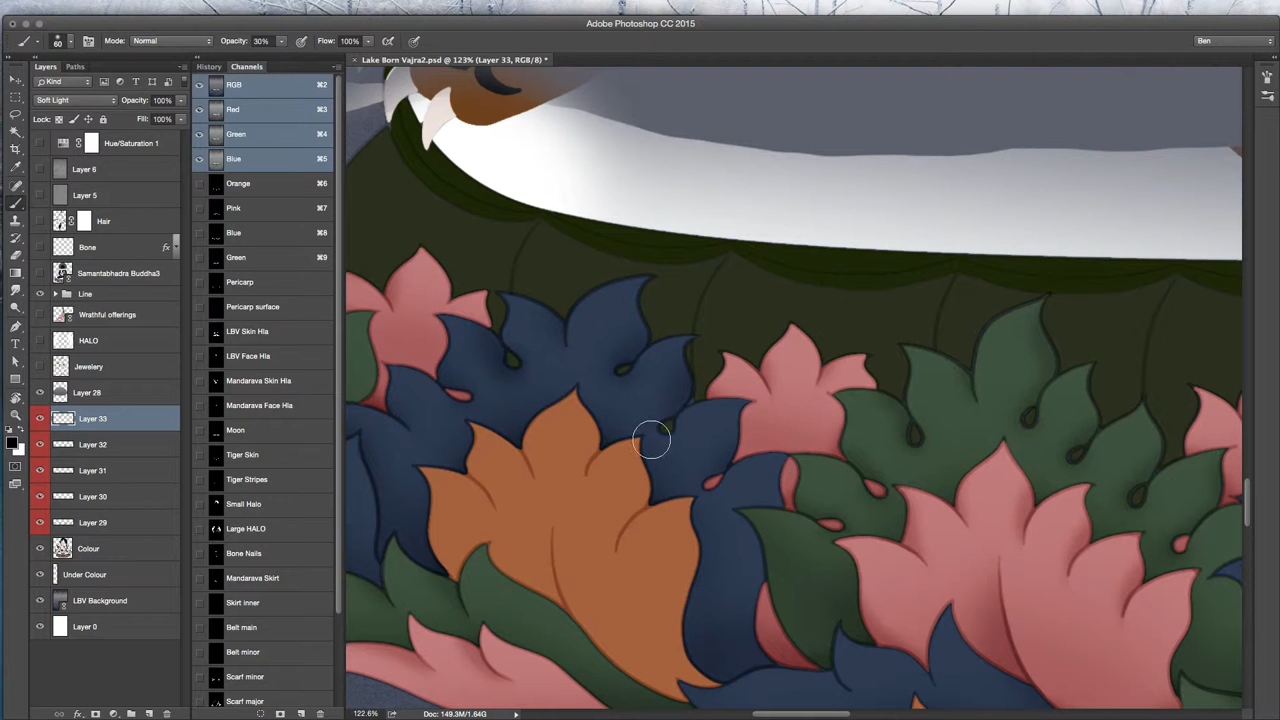 Adobe Photoshop CC 2015
60
Mode: Normal
Opacity: 30%
Flow: 100%
Ben
Layers
Paths
History
Channels
× Lake Born Vajra2.psd @ 123% (Layer 33, RGB/8) *
Kind
Soft Light
Opacity: 100%
Lock:
Fill: 100%
Hue/Saturation 1
Layer 6
Layer 5
Hair
Bone
fx
Samantabhadra Buddha3
Line
Wrathful offerings
HALO
Jewelery
Layer 28
Layer 33
Layer 32
Layer 31
Layer 30
Layer 29
Colour
Under Colour
LBV Background
Layer 0
RGB ⌘2
Red ⌘3
Green ⌘4
Blue ⌘5
Orange ⌘6
Pink ⌘7
Blue ⌘8
Green ⌘9
Pericarp
Pericarp surface
LBV Skin Hla
LBV Face Hla
Mandarava Skin Hla
Mandarava Face Hla
Moon
Tiger Skin
Tiger Stripes
Small Halo
Large HALO
Bone Nails
Mandarava Skirt
Skirt inner
Belt main
Belt minor
Scarf minor
Scarf major
122.6%
Doc: 149.3M/1.64G